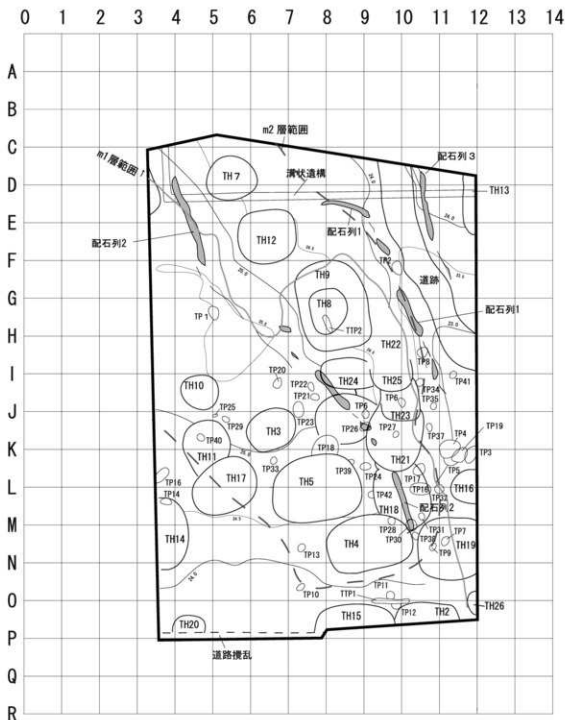 0 1 2 3 4 5 6 7 8 9 10 11 12 13 14
A
B
m2 層範囲
C
配石列3
m1層範囲
溝状遺構
TH7
D
TH13
E
配石列1
配石列2
TH12
F
TH9
TP2
道跡
G
TH8
配石列1
TP1
TTP2
H
TH22
TP81
I
TP20
TH24
TH25
TP41
TH10
TP22
TP34
TP21
TP6
TP35
J
TP25
TP23
TP6
TH23
TP29
TH3
TP26
TP27
TP37
TP19
TP40
TP4
K
TH11
TP18
TH21
TP3
TP33
TP39
TP5
TP16
TH17
TP24
TP17
L
TH5
TP42
TP16
TP32
TH16
TP14
TH18
配石列2
M
TP28
TP31
TH14
TH4
TP30
TP38
TP7
TH19
TP13
TP9
N
TP10
TP11
O
TTP1
TH26
TH20
TH15
TP12
TH2
P
道路攪乱
Q
R